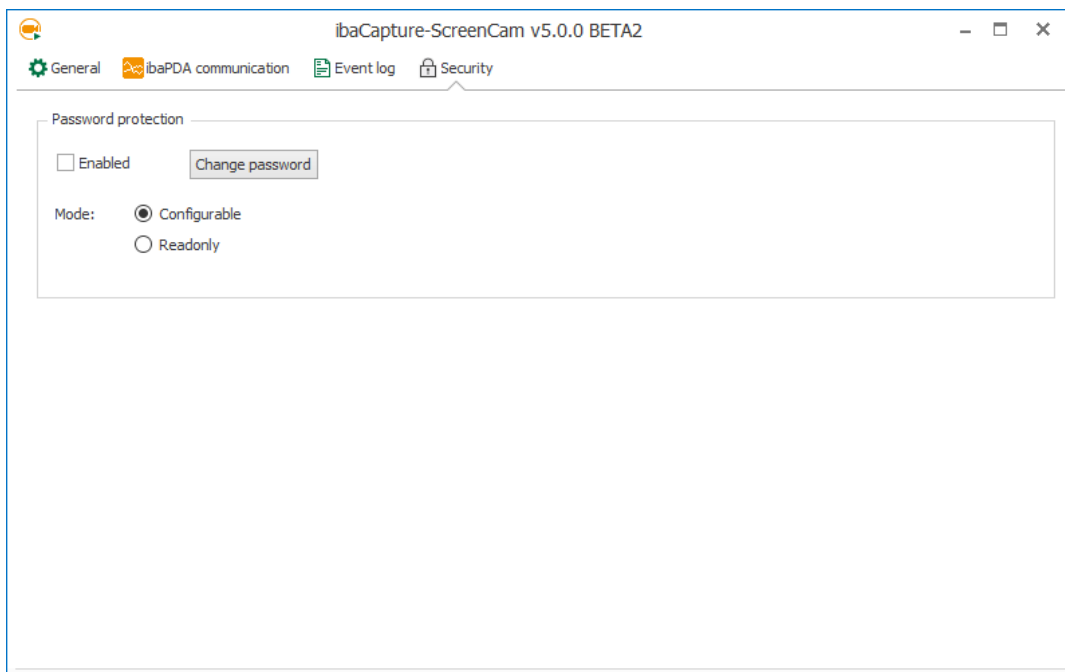 ibaCapture-ScreenCam v5.0.0 BETA2
General ibaPDA communication Event log Security
Password protection
Enabled Change password
Mode: Configurable
Readonly